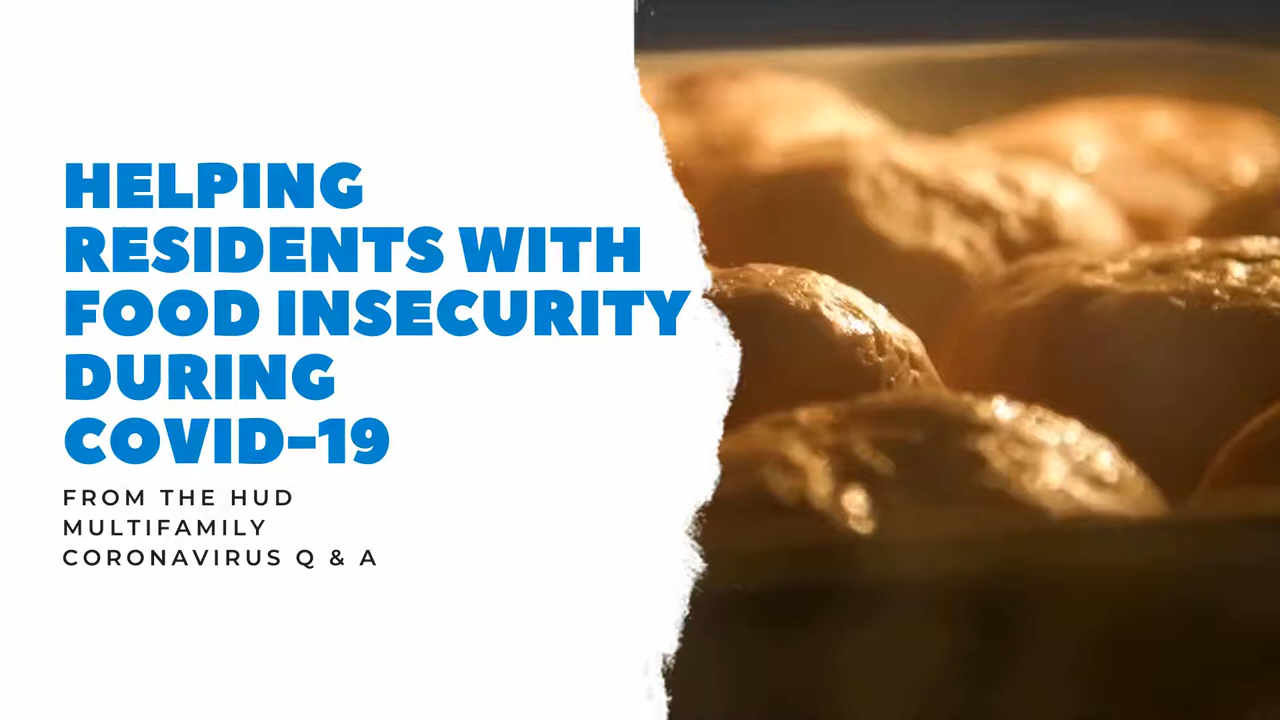 HELPING
RESIDENTS WITH
FOOD INSECURITY
DURING
COVID-19
FROM THE HUD
MULTIFAMILY
CORONAVIRUS Q & A